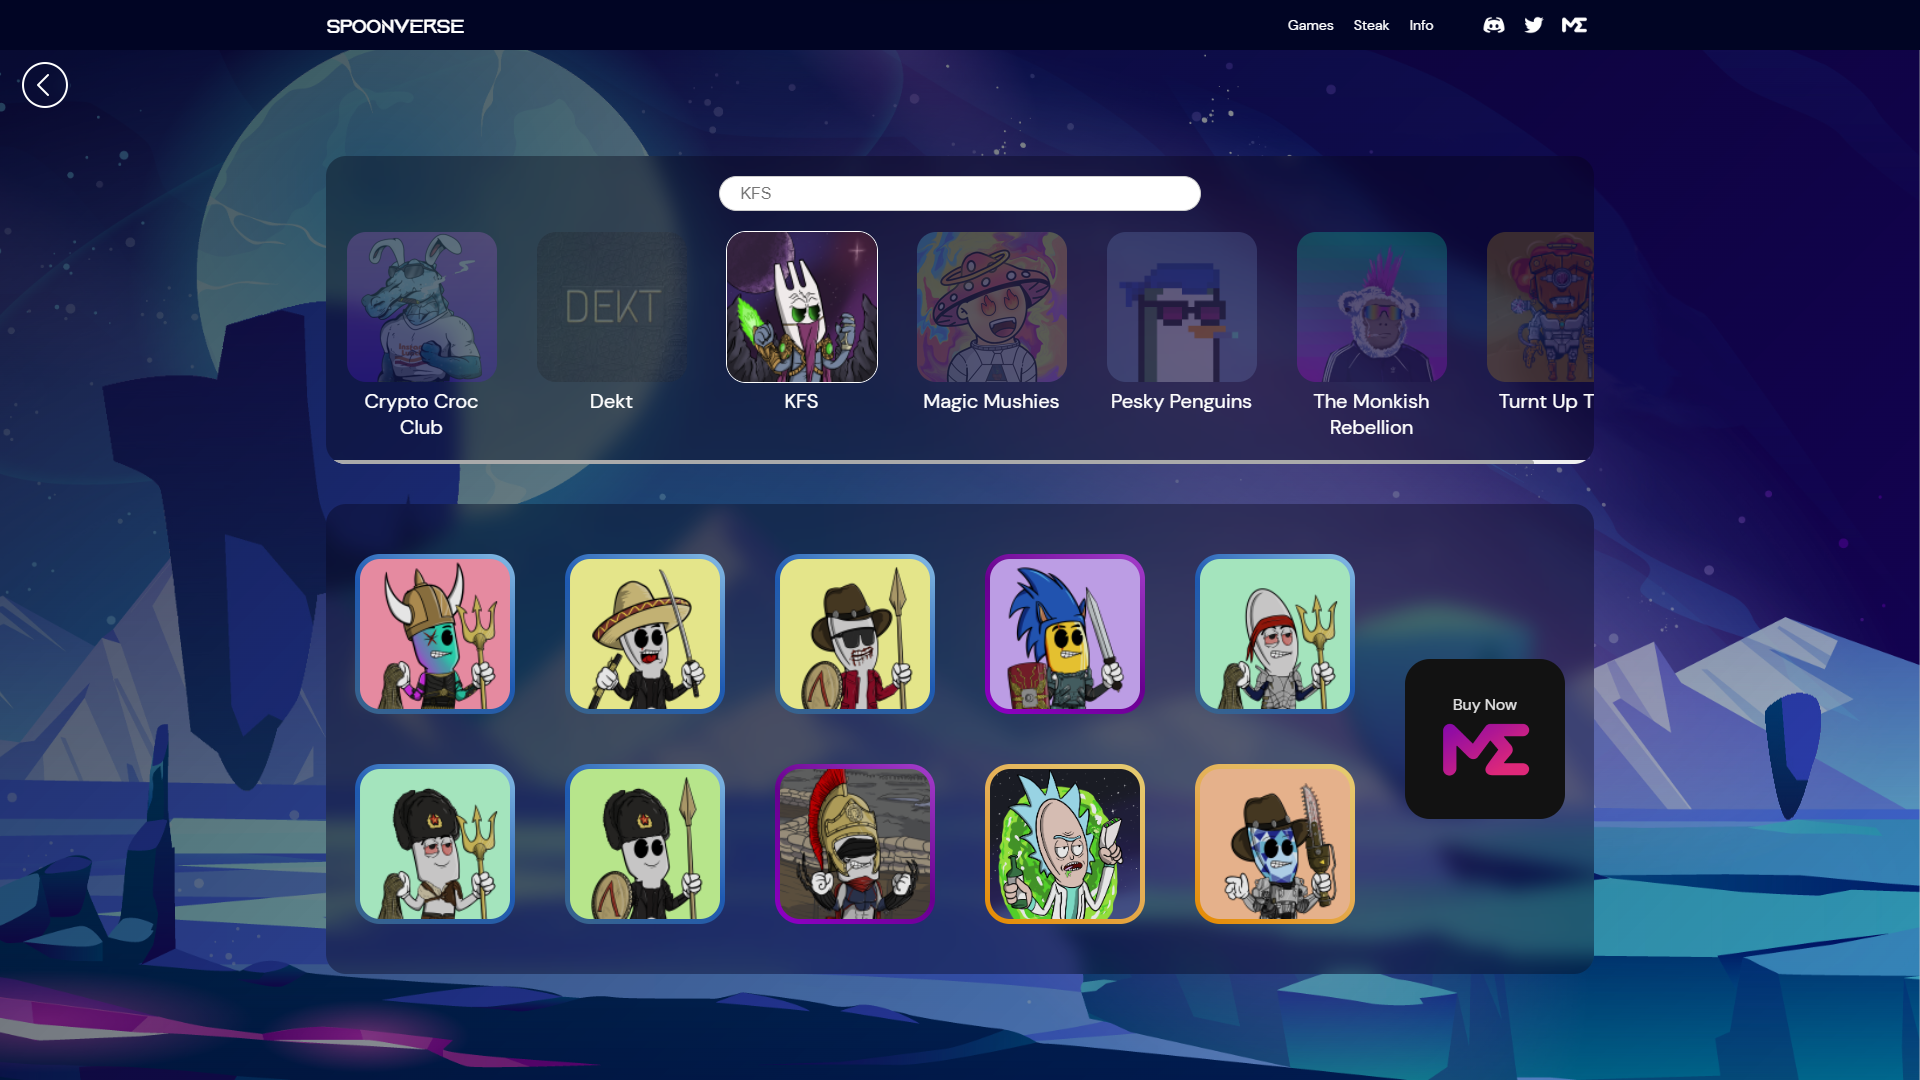 SPOONVERSE
Games Steak Info
KFS
DEKT
Crypto Croc
Club
Dekt
KFS
Magic Mushies
Pesky Penguins
The Monkish
Rebellion
Turnt Up T
Buy Now
ME